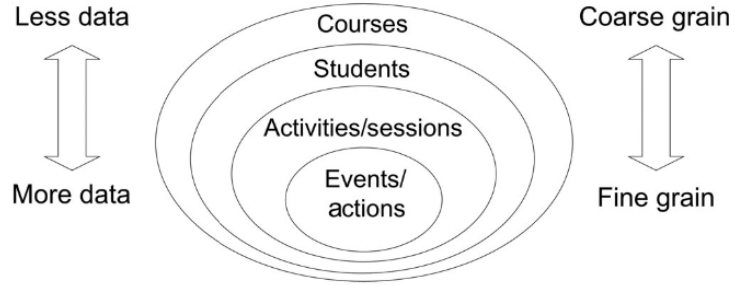 Less data
Courses
Coarse grain
Students
Activities/sessions
Events/
actions
More data
Fine grain